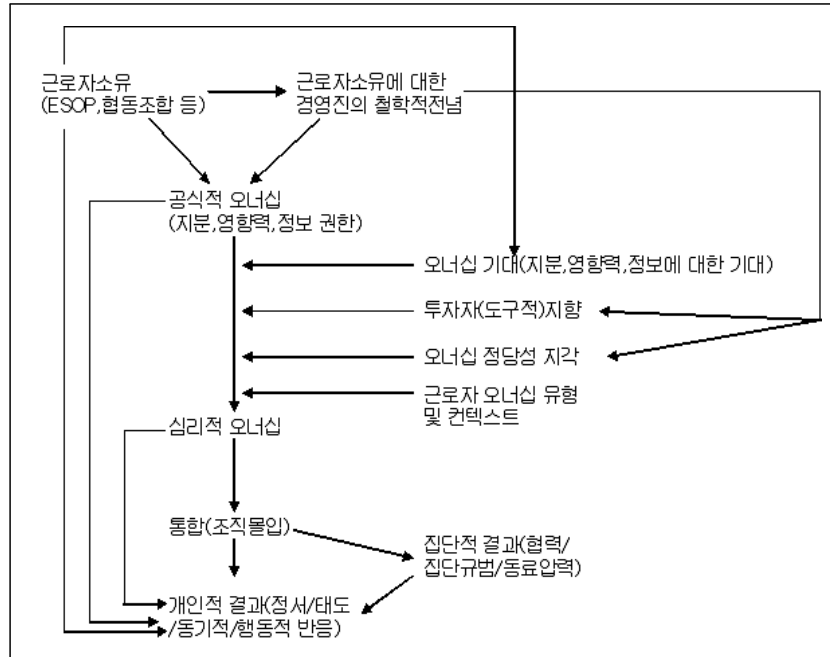 근로자소유
(ESOP,협동조합 등)
근로자소유에 대한
경영진의 철학적전념
공식적 오너십
(지분,영향력,정보 권한)
오너십 기대(지분,영향력,정보에 대한 기대)
투자자(도구적)지향
오너십 정당성 지각
근로자 오너십 유형
및 컨텍스트
심리적 오너십
통합(조직몰입)
집단적 결과(협력/
집단규범/동료압력)
개인적 결과(정서/태도
/동기적/행동적 반응)